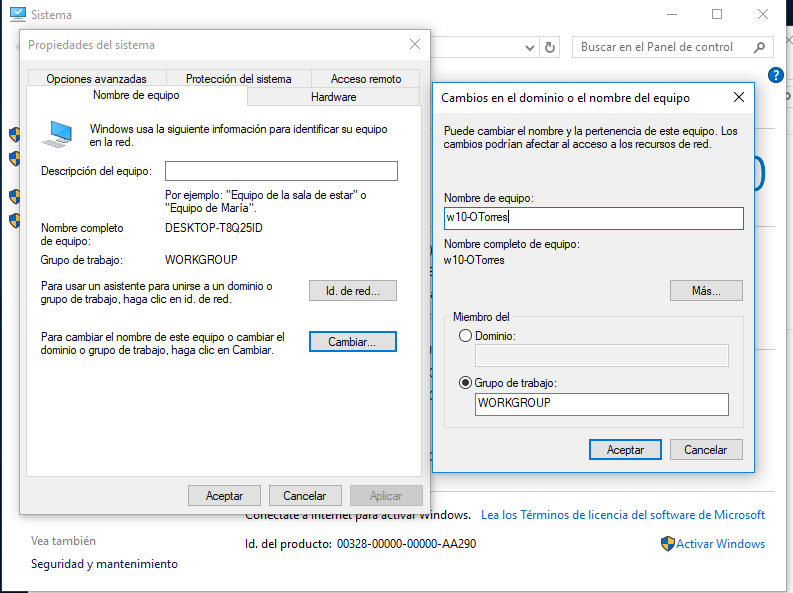 Sistema
Buscar en el Panel de control
Propiedades del sistema
Opciones avanzadas
Protección del sistema
Acceso remoto
Nombre de equipo
Hardware
Windows usa la siguiente información para identificar su equipo
en la red.
Descripción del equipo:
Por ejemplo: "Equipo de la sala de estar" o
"Equipo de María".
Nombre completo
de equipo:
DESKTOP-T8Q25ID
Grupo de trabajo:
WORKGROUP
Para usar un asistente para unirse a un dominio o
grupo de trabajo, haga clic en id. de red.
Id. de red...
Para cambiar el nombre de este equipo o cambiar el
dominio o grupo de trabajo, haga clic en Cambiar.
Cambiar...
Aceptar
Cancelar
Aplicar
Cambios en el dominio o el nombre del equipo
Puede cambiar el nombre y la pertenencia de este equipo. Los
cambios podrían afectar al acceso a los recursos de red.
Nombre de equipo:
w10-OTorres
Nombre completo de equipo:
w10-OTorres
Más...
Miembro del
Dominio:
Grupo de trabajo:
WORKGROUP
Aceptar
Cancelar
Conéctate a Internet para activar Windows. Lea los Términos de licencia del software de Microsoft
Vea también
Id. del producto: 00328-00000-00000-AA290
Activar Windows
Seguridad y mantenimiento